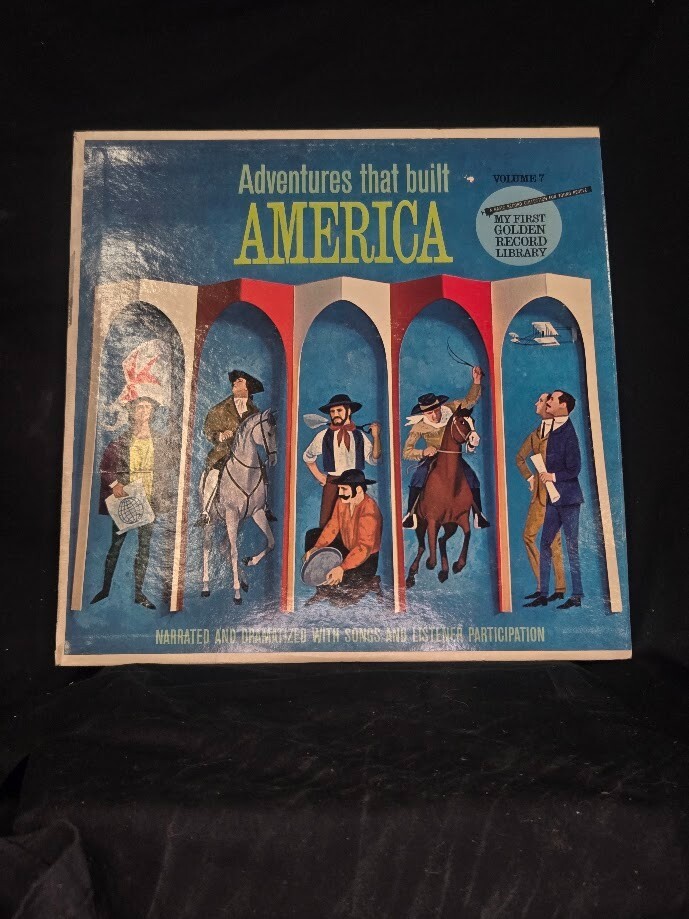 Adventures that built
AMERICA
VOLUME 7
MY FIRST
GOLDEN
RECORD
LIBRARY
NARRATED AND DRAMATIZED WITH SONGS AND LISTENER PARTICIPATION